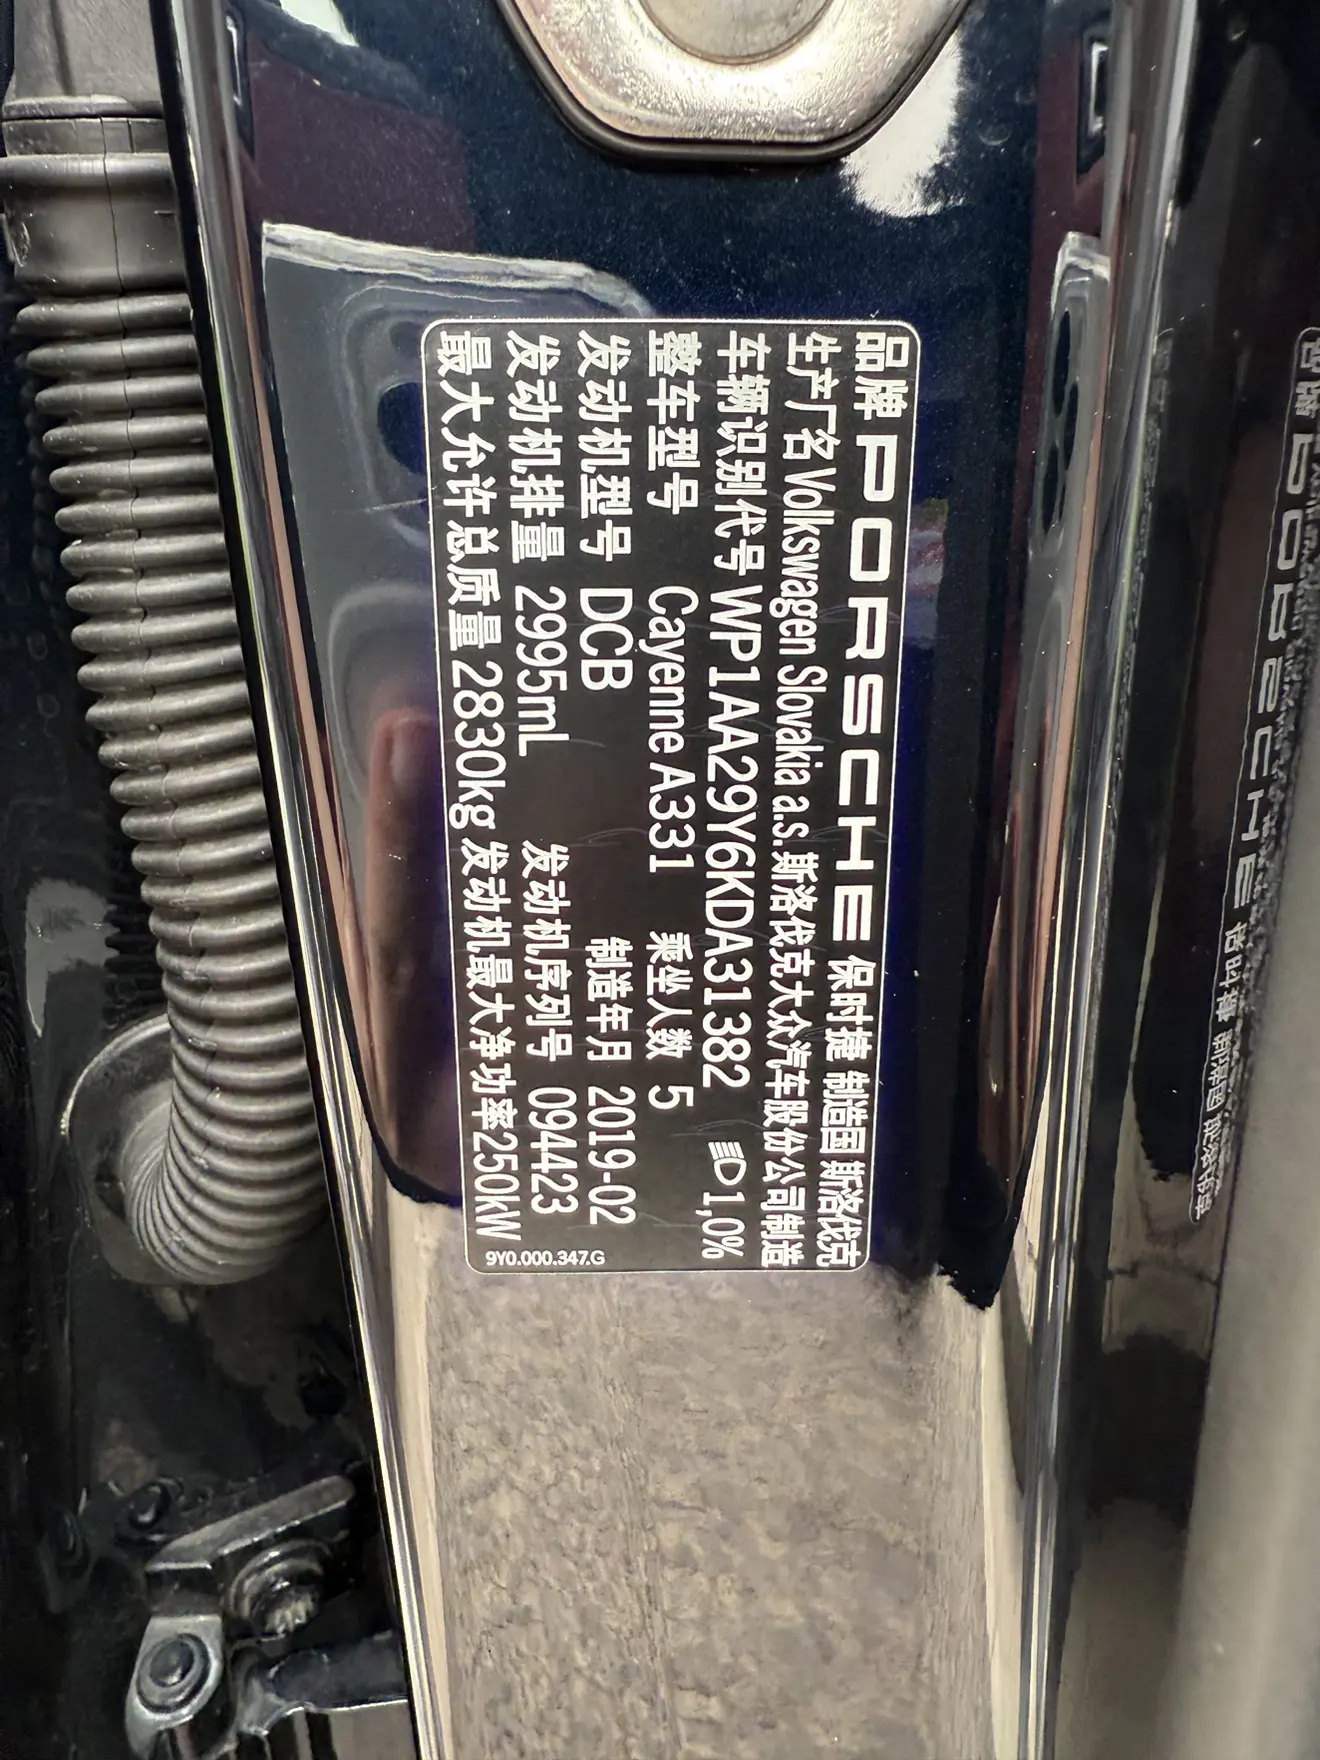 品牌 PORSCHE 保时捷 制造国 斯洛伐克
生产厂名 Volkswagen Slovakia a.s. 斯洛伐克大众汽车股份公司制造
车辆识别代号 WP1AA29Y6KDA31382 1,0%
整车型号 Cayenne A331 乘坐人数 5
发动机型号 DCB 制造年月 2019-02
发动机排量 2995mL 发动机序列号 094423
最大允许总质量 2830kg 发动机最大净功率250kW
9Y0.000.347.G